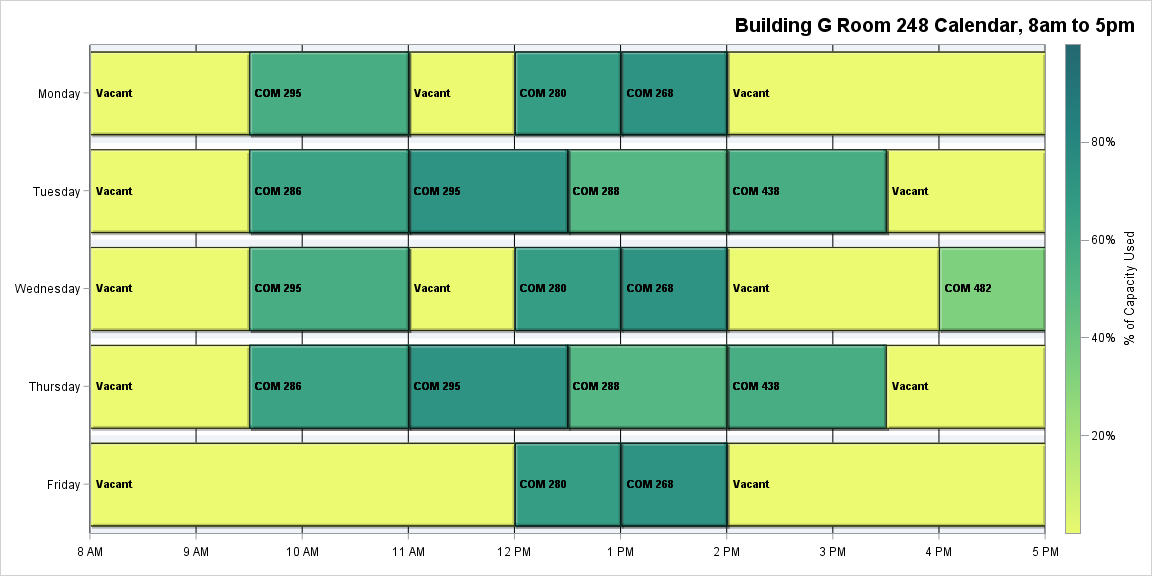 Building G Room 248 Calendar, 8am to 5pm
Monday
Vacant
COM 295
Vacant
COM 280
COM 268
Vacant
Tuesday
Vacant
COM 286
COM 295
COM 288
COM 438
Vacant
Wednesday
Vacant
COM 295
Vacant
COM 280
COM 268
Vacant
COM 482
Thursday
Vacant
COM 286
COM 295
COM 288
COM 438
Vacant
Friday
Vacant
COM 280
COM 268
Vacant
8 AM
9 AM
10 AM
11 AM
12 PM
1 PM
2 PM
3 PM
4 PM
5 PM
80%
60%
40%
20%
% of Capacity Used